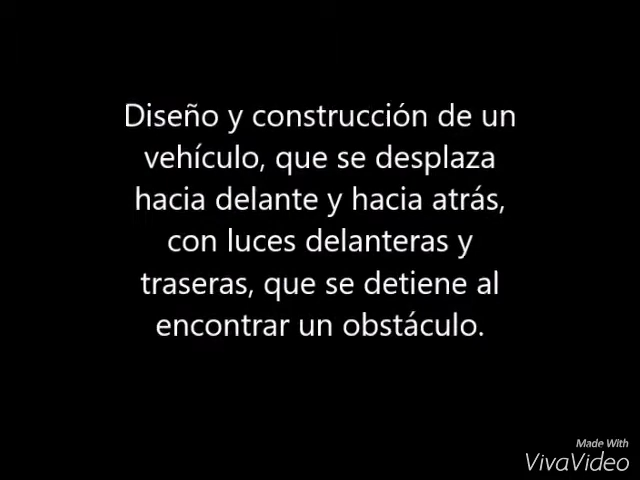 Diseño y construcción de un
vehículo, que se desplaza
hacia delante y hacia atrás,
con luces delanteras y
traseras, que se detiene al
encontrar un obstáculo.
Made With
VivaVideo